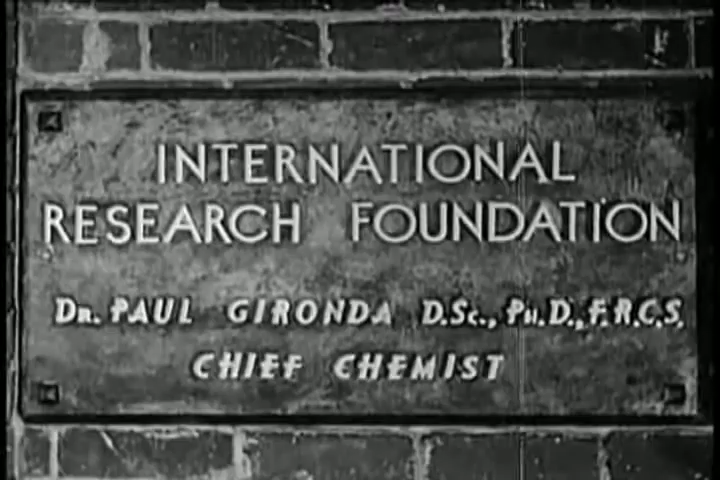 INTERNATIONAL
RESEARCH FOUNDATION
DR. PAUL GIRONDA D.Sc., PH.D., F.R.C.S.
CHIEF CHEMIST